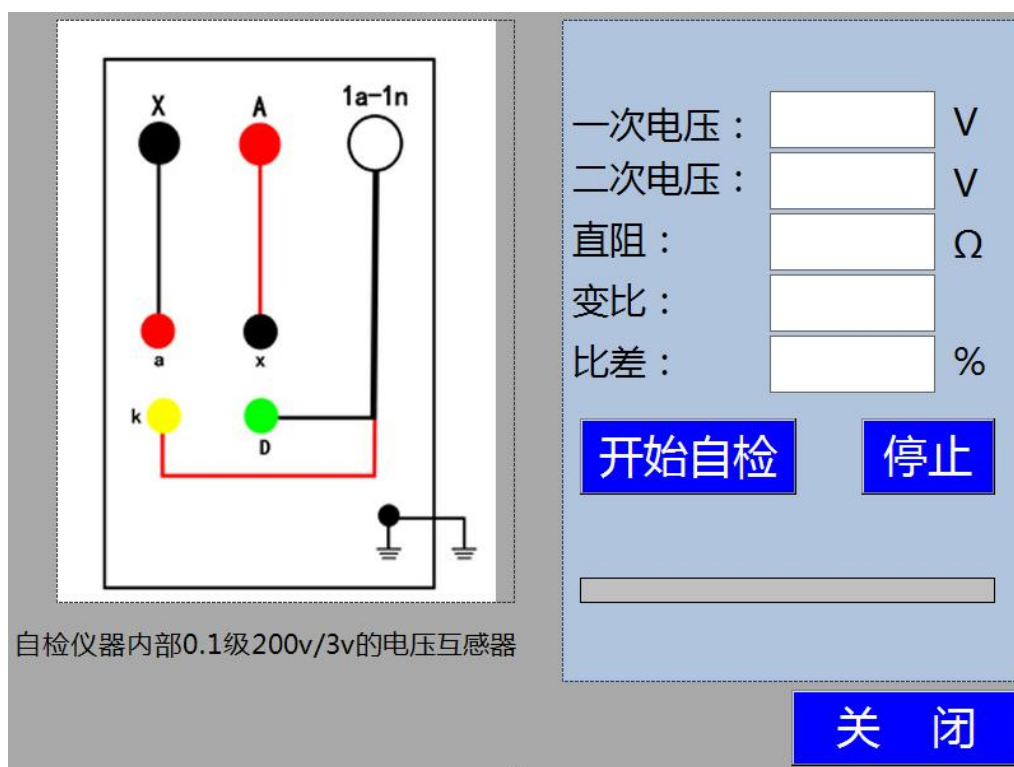 X A 1a-1n
a x
k D
自检仪器内部0.1级200v/3v的电压互感器
一次电压： V
二次电压： V
直阻： Ω
变比：
比差： %
开始自检 停止
关 闭